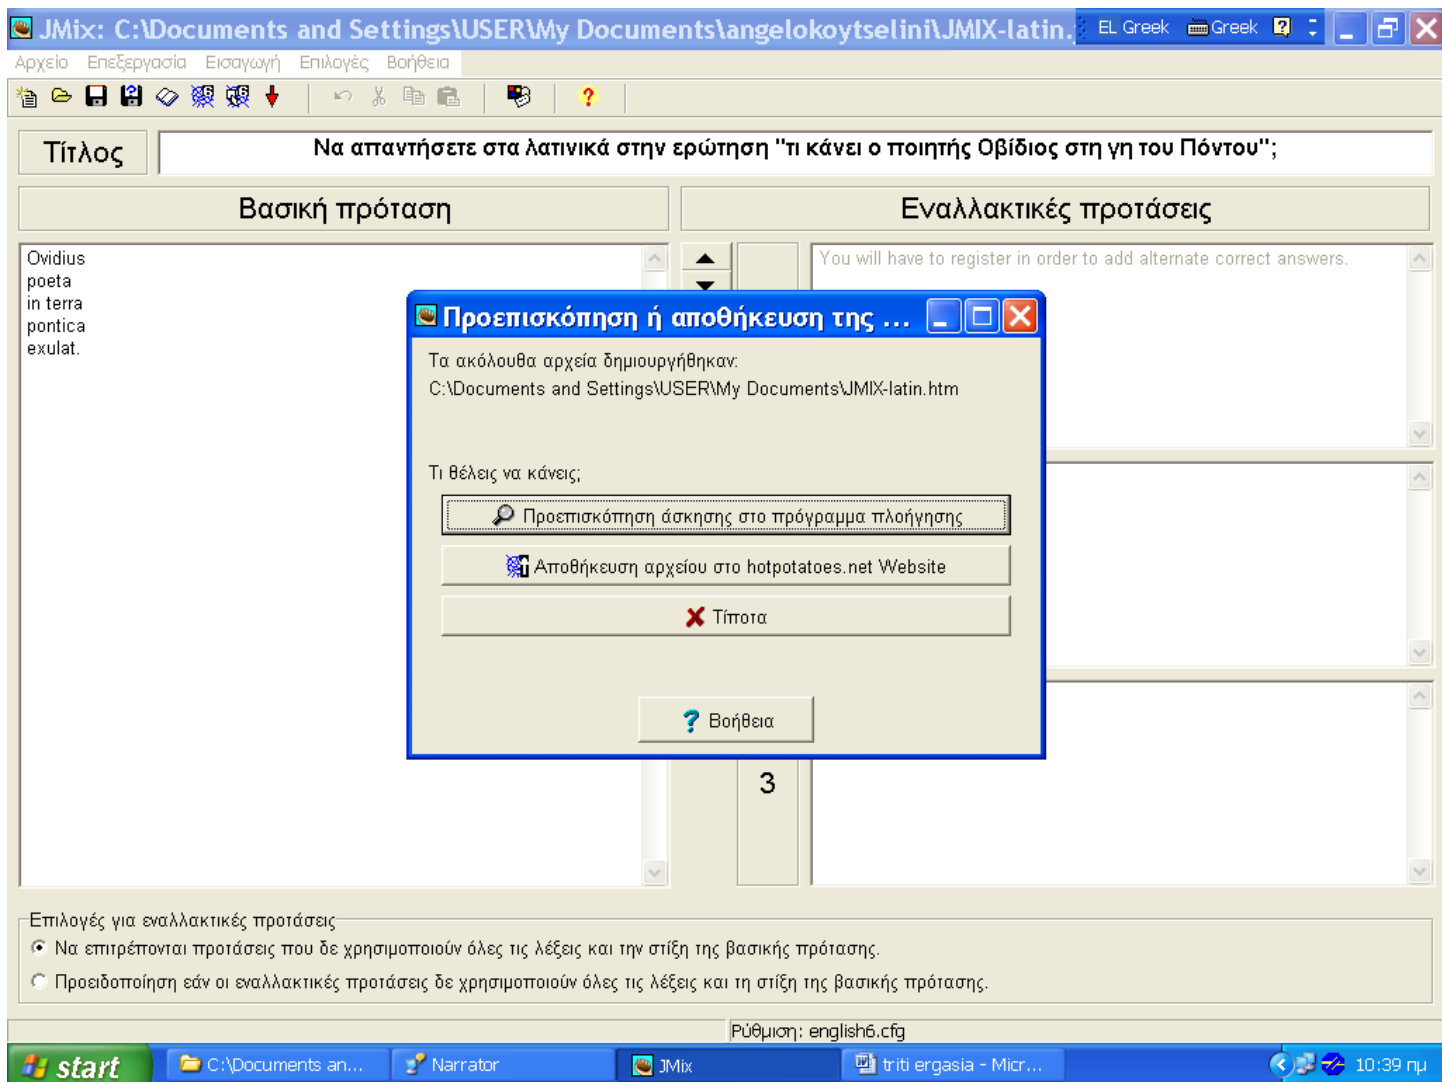 JMix: C:\Documents and Settings\USER\My Documents\angelokoytselini\JMIX-latin.
EL Greek Greek
Αρχείο Επεξεργασία Εισαγωγή Επιλογές Βοήθεια
Τίτλος
Να απαντήσετε στα λατινικά στην ερώτηση "τι κάνει ο ποιητής Οβίδιος στη γη του Πόντου";
Βασική πρόταση
Εναλλακτικές προτάσεις
Ovidius
poeta
in terra
pontica
exulat.
You will have to register in order to add alternate correct answers.
Προεπισκόπηση ή αποθήκευση της ...
Τα ακόλουθα αρχεία δημιουργήθηκαν:
C:\Documents and Settings\USER\My Documents\JMIX-latin.htm
Τι θέλεις να κάνεις;
Προεπισκόπηση άσκησης στο πρόγραμμα πλοήγησης
Αποθήκευση αρχείου στο hotpotatoes.net Website
Τίποτα
Βοήθεια
3
Επιλογές για εναλλακτικές προτάσεις
Να επιτρέπονται προτάσεις που δε χρησιμοποιούν όλες τις λέξεις και την στίξη της βασικής πρότασης.
Προειδοποίηση εάν οι εναλλακτικές προτάσεις δε χρησιμοποιούν όλες τις λέξεις και τη στίξη της βασικής πρότασης.
Ρύθμιση: english6.cfg
start
C:\Documents an...
Narrator
JMix
triti ergasia - Micr...
10:39 πμ